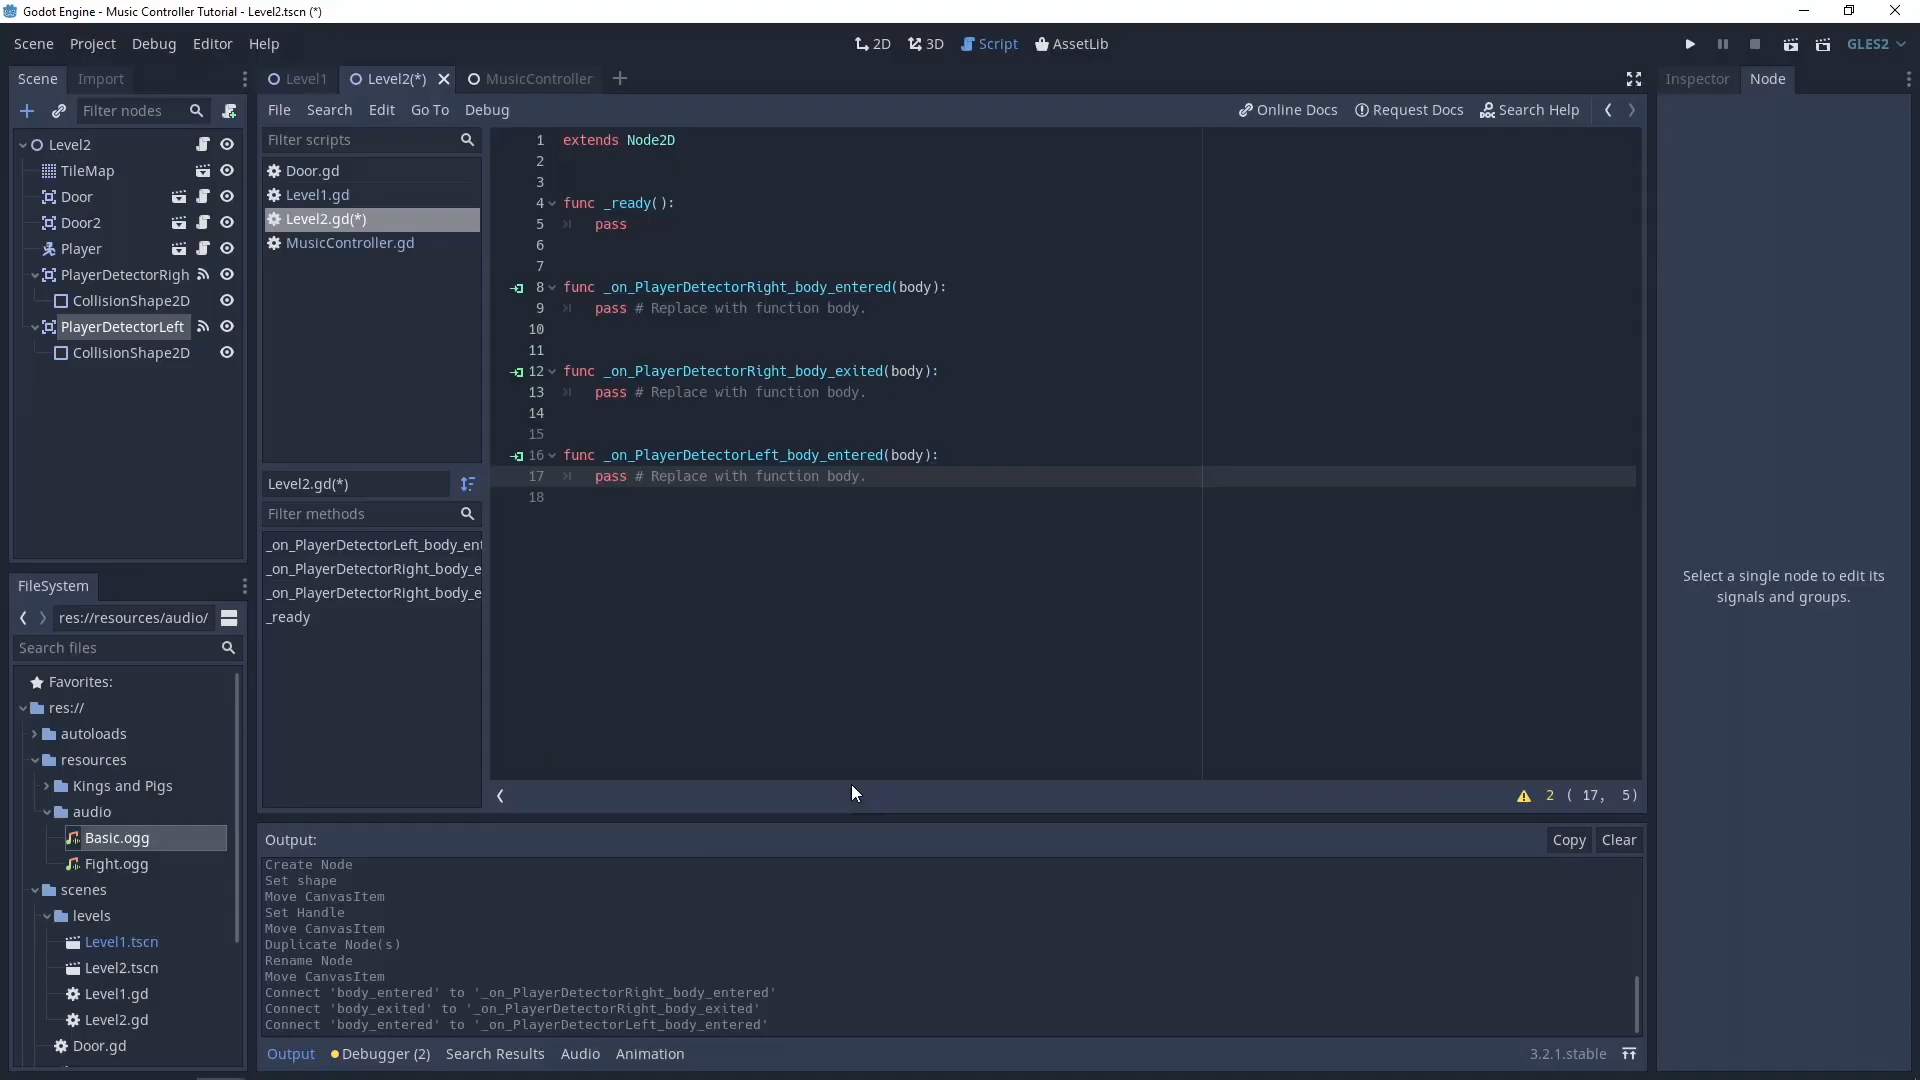 Godot Engine - Music Controller Tutorial - Level2.tscn (*)
Scene Project Debug Editor Help
2D 3D Script AssetLib
GLES2
Scene Import
Level1 Level2(*) MusicController
Inspector Node
Filter nodes
File Search Edit Go To Debug
Online Docs Request Docs Search Help
Level2
TileMap
Door
Door2
Player
PlayerDetectorRigh
CollisionShape2D
PlayerDetectorLeft
CollisionShape2D
Filter scripts
Door.gd
Level1.gd
Level2.gd(*)
MusicController.gd
Level2.gd(*)
Filter methods
_on_PlayerDetectorLeft_body_ent
_on_PlayerDetectorRight_body_e
_on_PlayerDetectorRight_body_e
_ready
1 extends Node2D
2
3
4 func _ready():
5 pass
6
7
8 func _on_PlayerDetectorRight_body_entered(body):
9 pass # Replace with function body.
10
11
12 func _on_PlayerDetectorRight_body_exited(body):
13 pass # Replace with function body.
14
15
16 func _on_PlayerDetectorLeft_body_entered(body):
17 pass # Replace with function body.
18
2 ( 17, 5)
Select a single node to edit its
signals and groups.
FileSystem
res://resources/audio/
Search files
Favorites:
res://
autoloads
resources
Kings and Pigs
audio
Basic.ogg
Fight.ogg
scenes
levels
Level1.tscn
Level2.tscn
Level1.gd
Level2.gd
Door.gd
Output:
Copy Clear
Create Node
Set shape
Move CanvasItem
Set Handle
Move CanvasItem
Duplicate Node(s)
Rename Node
Move CanvasItem
Connect 'body_entered' to '_on_PlayerDetectorRight_body_entered'
Connect 'body_exited' to '_on_PlayerDetectorRight_body_exited'
Connect 'body_entered' to '_on_PlayerDetectorLeft_body_entered'
Output Debugger (2) Search Results Audio Animation
3.2.1.stable